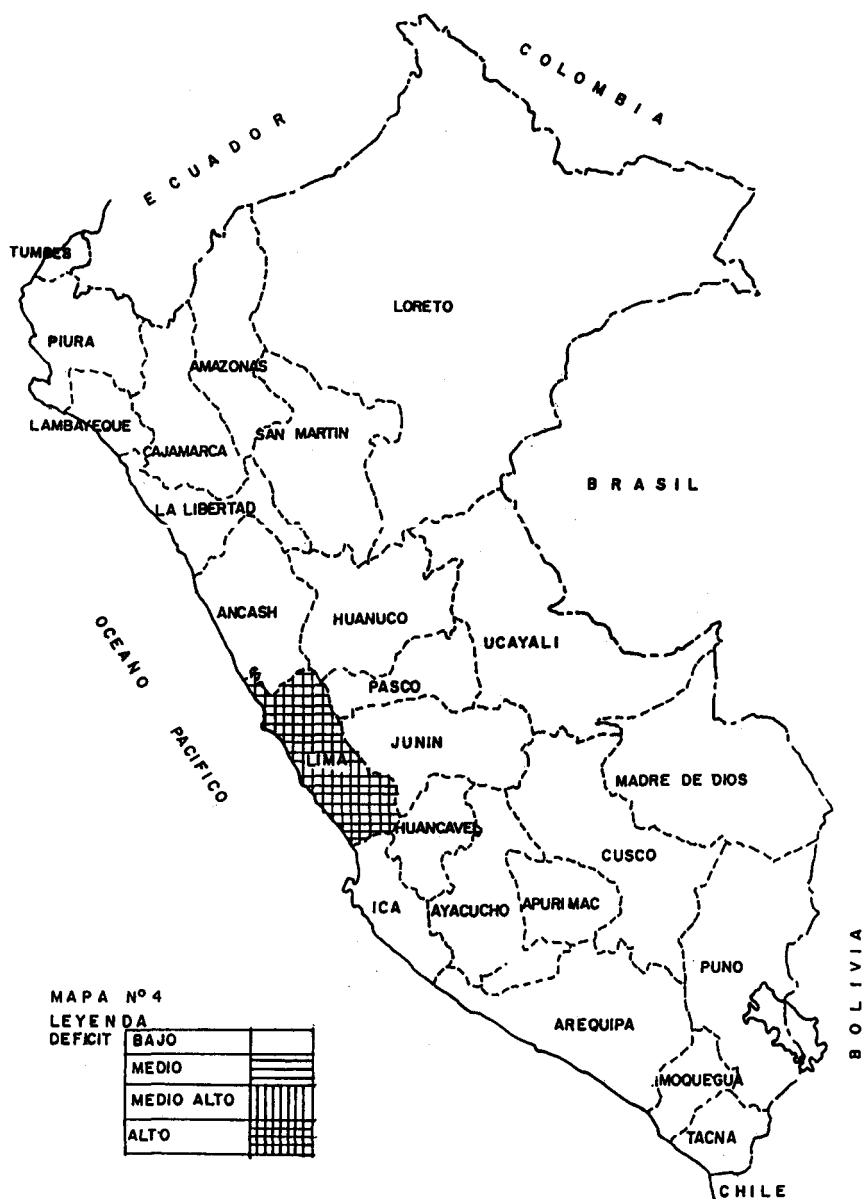 COLOMBIA
ECUADOR
TUMBES
LORETO
PIURA
AMAZONAS
LAMBAYEQUE
SAN MARTIN
CAJAMARCA
BRASIL
LA LIBERTAD
ANCASH
HUANUCO
UCAYALI
OCEANO
PACIFICO
PASCO
JUNIN
LIMA
MADRE DE DIOS
HUANCAVEL
CUSCO
ICA
AYACUCHO
APURIMAC
PUNO
BOLIVIA
AREQUIPA
MOQUEGUA
TACNA
CHILE
MAPA Nº 4
LEYENDA
DEFICIT
BAJO
MEDIO
MEDIO ALTO
ALTO